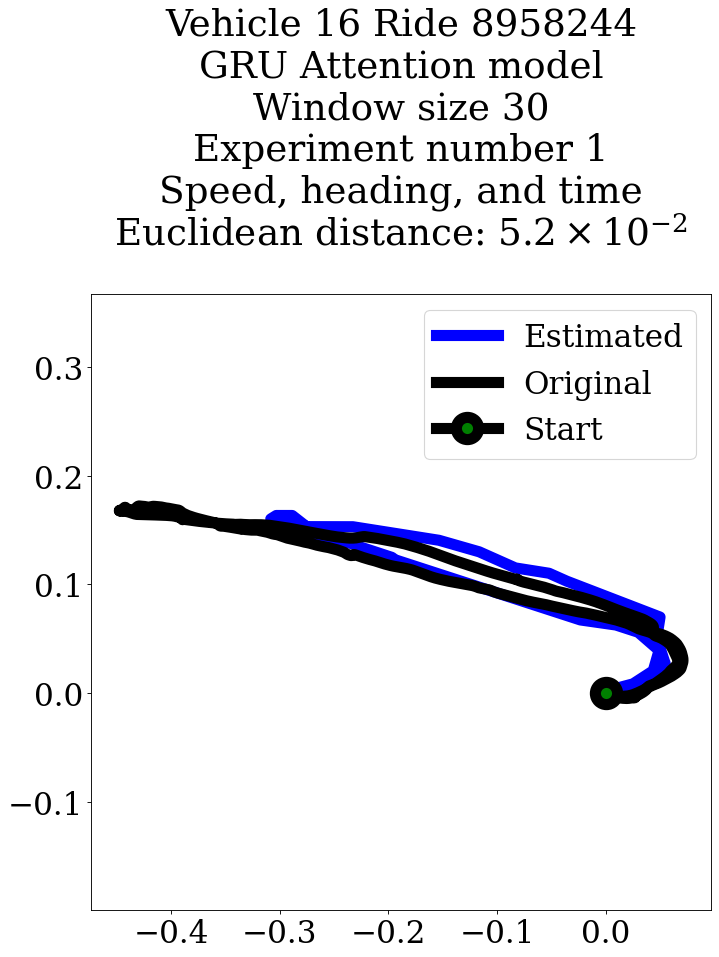 Vehicle 16 Ride 8958244
GRU Attention model
Window size 30
Experiment number 1
Speed, heading, and time
Euclidean distance: 5.2 × 10⁻²
Estimated
Original
Start
0.3
0.2
0.1
0.0
−0.1
−0.4
−0.3
−0.2
−0.1
0.0